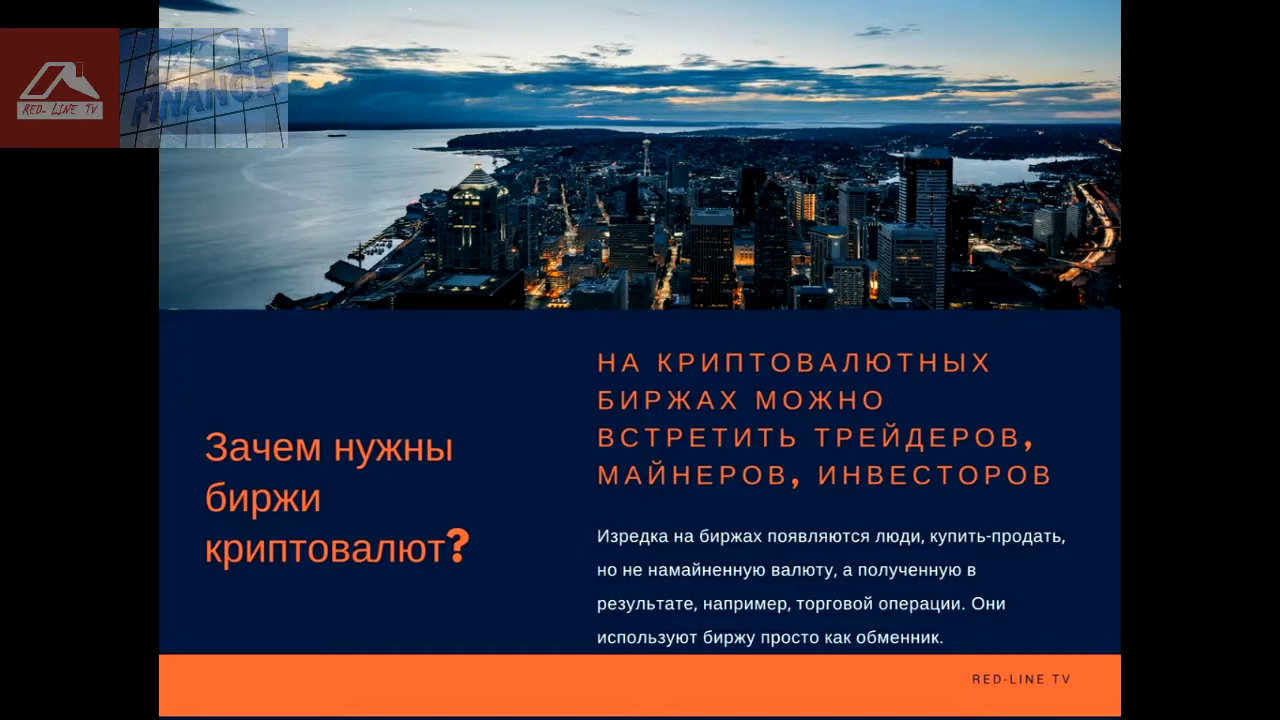 RED- LINE TV
FINANCE
Зачем нужны
биржи
криптовалют?
НА КРИПТОВАЛЮТНЫХ
БИРЖАХ МОЖНО
ВСТРЕТИТЬ ТРЕЙДЕРОВ,
МАЙНЕРОВ, ИНВЕСТОРОВ
Изредка на биржах появляются люди, купить-продать,
но не намайненную валюту, а полученную в
результате, например, торговой операции. Они
используют биржу просто как обменник.
RED-LINE TV